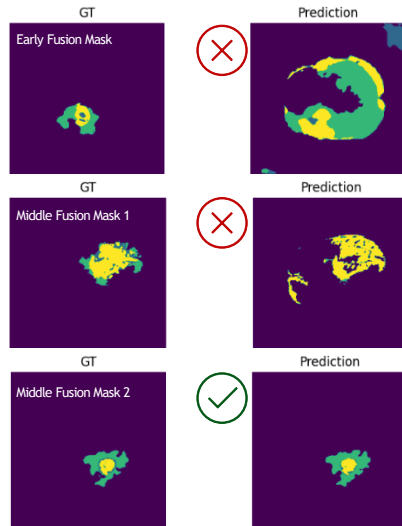 GT Prediction
Early Fusion Mask
GT Prediction
Middle Fusion Mask 1
GT Prediction
Middle Fusion Mask 2